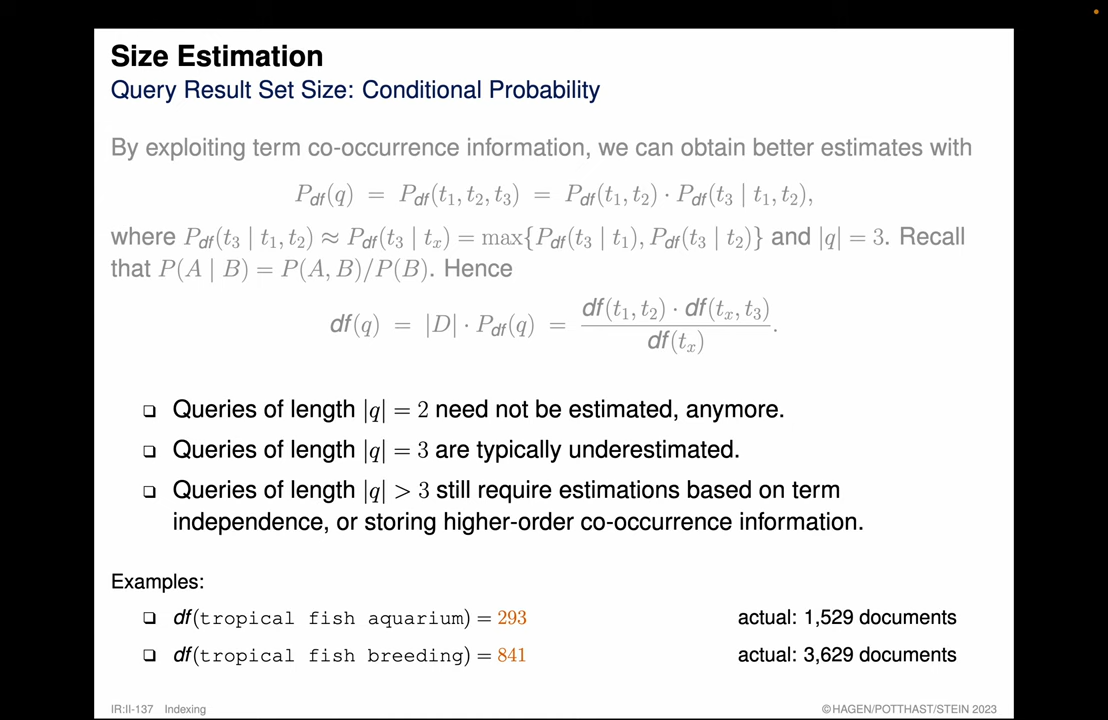 Size Estimation
Query Result Set Size: Conditional Probability
By exploiting term co-occurrence information, we can obtain better estimates with
P_df(q) = P_df(t₁, t₂, t₃) = P_df(t₁, t₂) · P_df(t₃ | t₁, t₂),
where P_df(t₃ | t₁, t₂) ≈ P_df(t₃ | tₓ) = max{P_df(t₃ | t₁), P_df(t₃ | t₂)} and |q| = 3. Recall
that P(A | B) = P(A, B)/P(B). Hence
df(q) = |D| · P_df(q) = df(t₁, t₂) · df(tₓ, t₃) / df(tₓ).
❑ Queries of length |q| = 2 need not be estimated, anymore.
❑ Queries of length |q| = 3 are typically underestimated.
❑ Queries of length |q| > 3 still require estimations based on term
independence, or storing higher-order co-occurrence information.
Examples:
❑ df(tropical fish aquarium) = 293 actual: 1,529 documents
❑ df(tropical fish breeding) = 841 actual: 3,629 documents
IR:II-137 Indexing ©HAGEN/POTTHAST/STEIN 2023